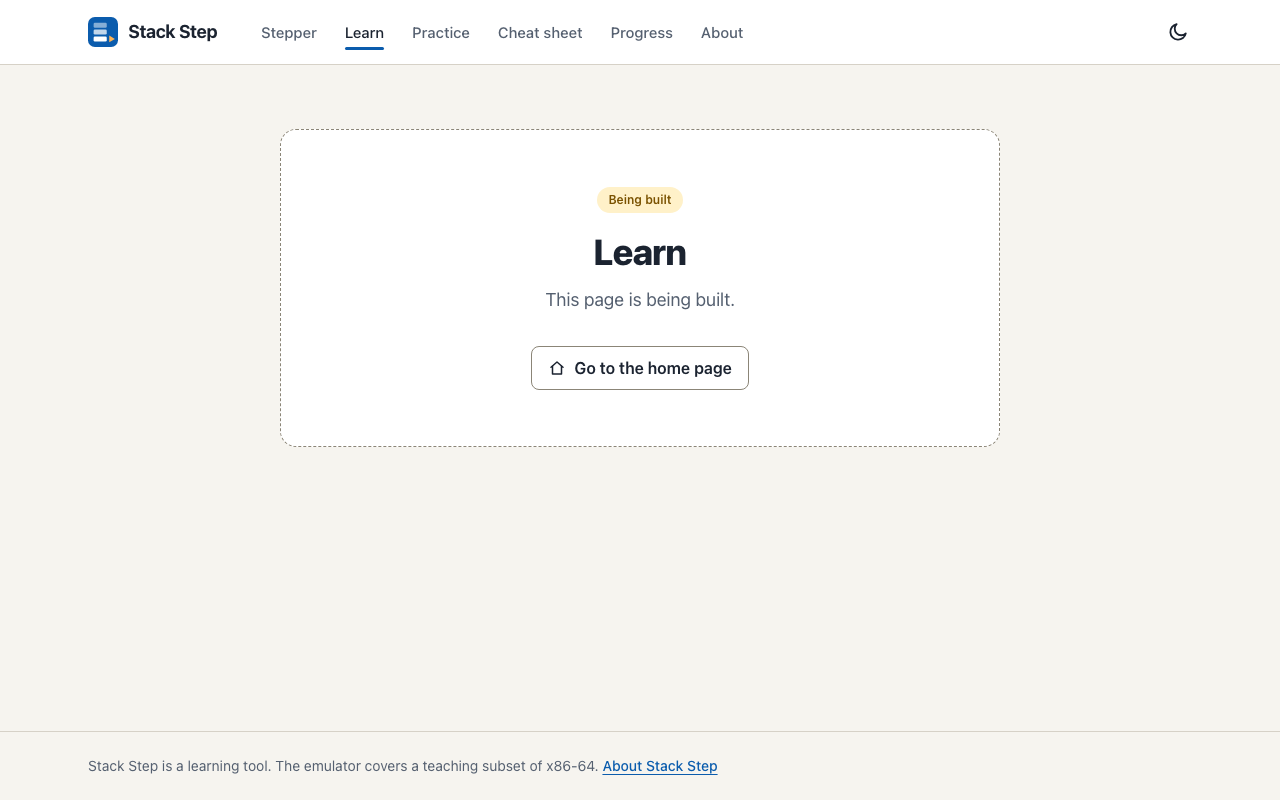 Stack Step
Stepper
Learn
Practice
Cheat sheet
Progress
About
Being built
Learn
This page is being built.
Go to the home page
Stack Step is a learning tool. The emulator covers a teaching subset of x86-64. About Stack Step